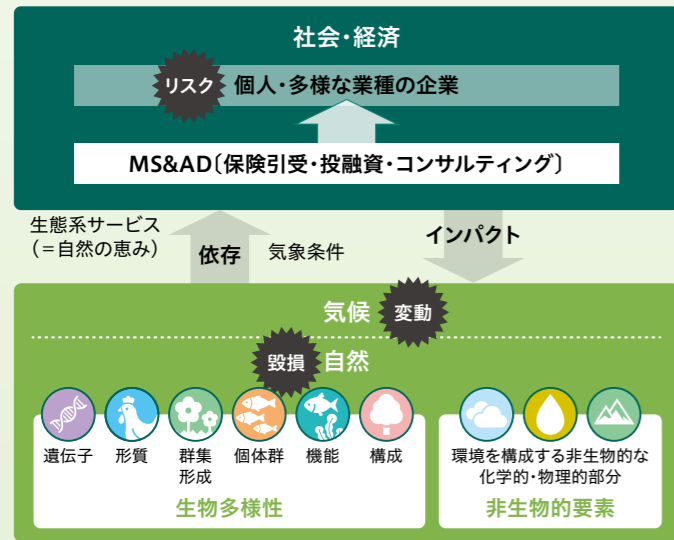 社会・経済
リスク 個人・多様な業種の企業
MS&AD〔保険引受・投融資・コンサルティング〕
生態系サービス
(=自然の恵み)
依存
気象条件
インパクト
気候 変動
毀損 自然
遺伝子
形質
群集
形成
個体群
機能
構成
生物多様性
環境を構成する非生物的な
化学的・物理的部分
非生物的要素